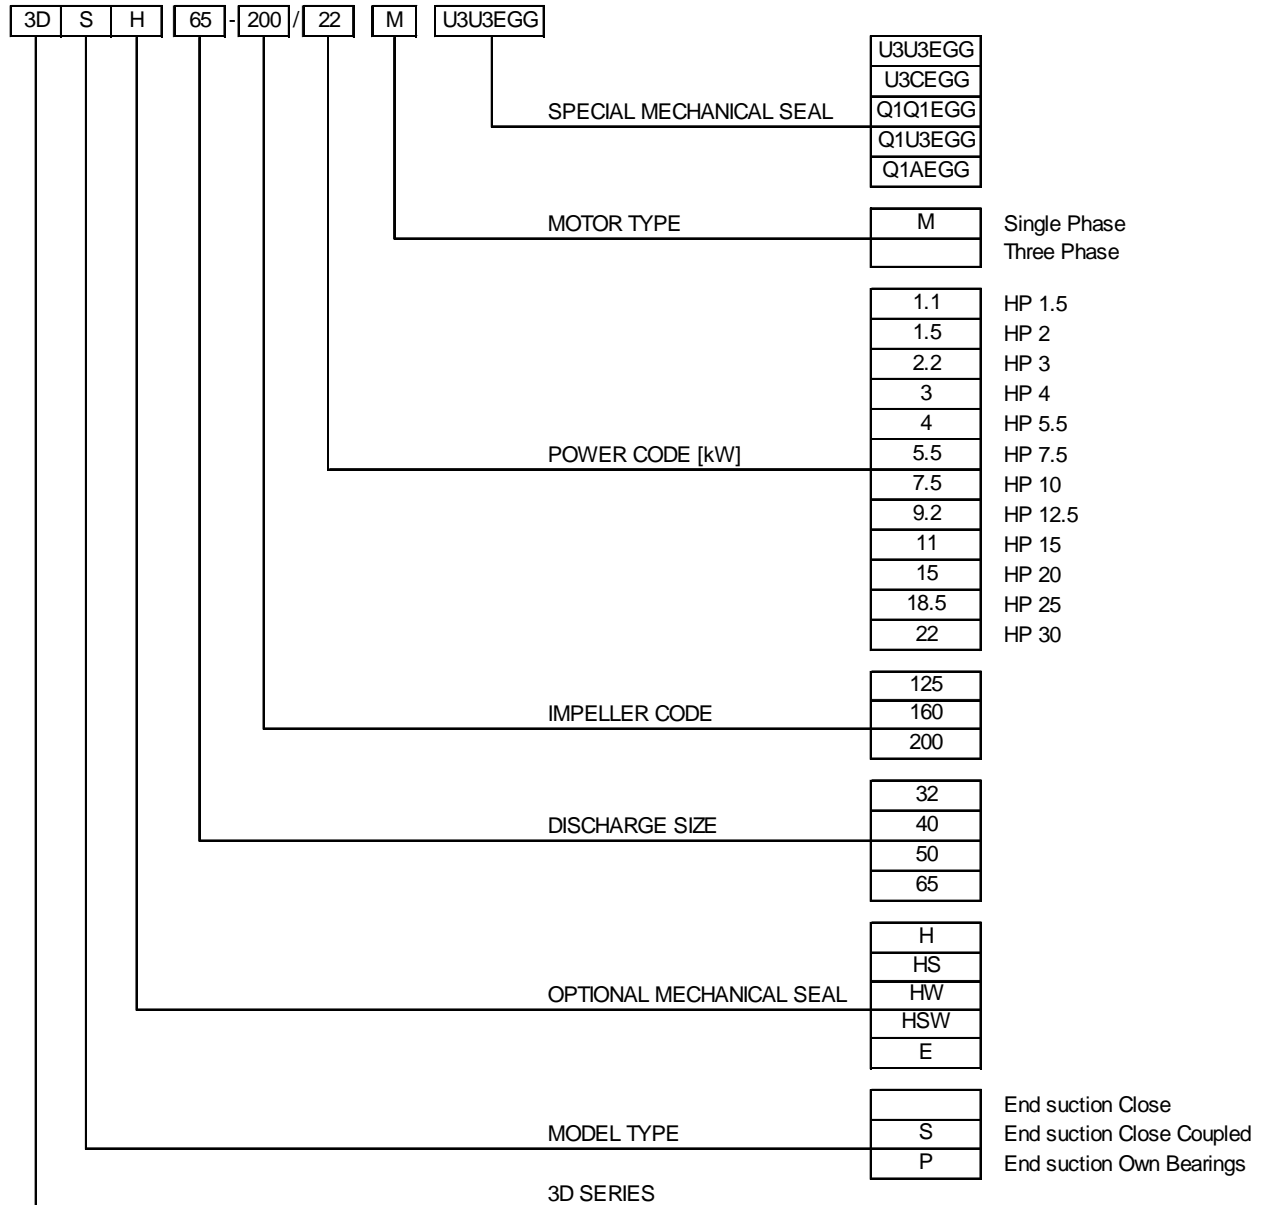 3D S H 65 - 200 / 22 M U3U3EGG
U3U3EGG
U3CEGG
SPECIAL MECHANICAL SEAL Q1Q1EGG
Q1U3EGG
Q1AEGG
MOTOR TYPE M Single Phase
Three Phase
1.1 HP 1.5
1.5 HP 2
2.2 HP 3
3 HP 4
4 HP 5.5
POWER CODE [kW] 5.5 HP 7.5
7.5 HP 10
9.2 HP 12.5
11 HP 15
15 HP 20
18.5 HP 25
22 HP 30
125
IMPELLER CODE 160
200
32
DISCHARGE SIZE 40
50
65
H
HS
OPTIONAL MECHANICAL SEAL HW
HSW
E
End suction Close
MODEL TYPE S End suction Close Coupled
P End suction Own Bearings
3D SERIES